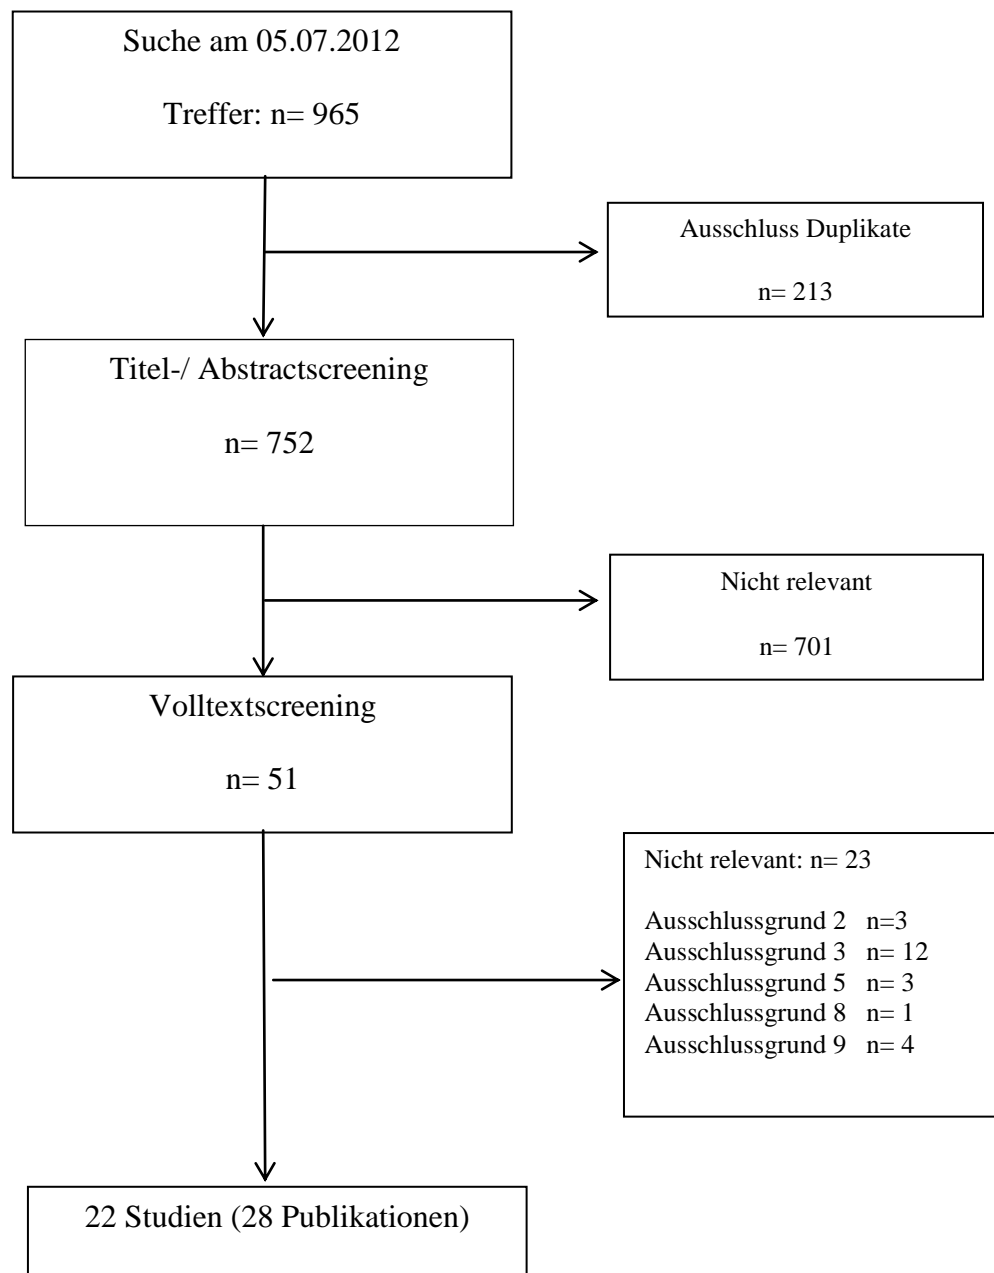 Suche am 05.07.2012
Treffer: n= 965
Ausschluss Duplikate
n= 213
Titel-/ Abstractscreening
n= 752
Nicht relevant
n= 701
Volltextscreening
n= 51
Nicht relevant: n= 23
Ausschlussgrund 2 n=3
Ausschlussgrund 3 n= 12
Ausschlussgrund 5 n= 3
Ausschlussgrund 8 n= 1
Ausschlussgrund 9 n= 4
22 Studien (28 Publikationen)